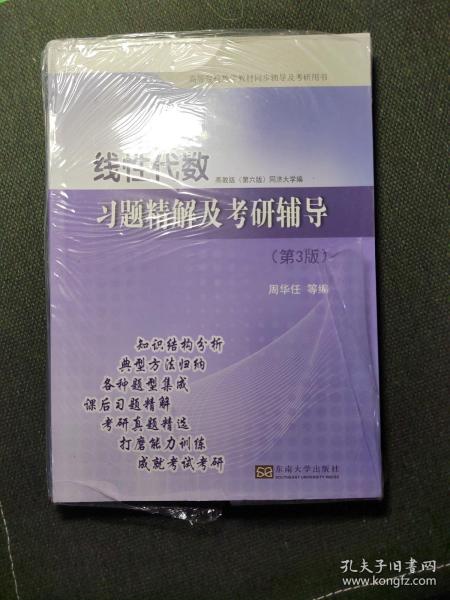 高等学校数学教材同步辅导及考研用书
线性代数
高教版（第六版）同济大学编
习题精解及考研辅导
（第3版）
周华任 等编
知识结构分析
典型方法归纳
各种题型集成
课后习题精解
考研真题精选
打磨能力训练
成就考试考研
东南大学出版社
SOUTHEAST UNIVERSITY PRESS
孔夫子旧书网
www.kongfz.com